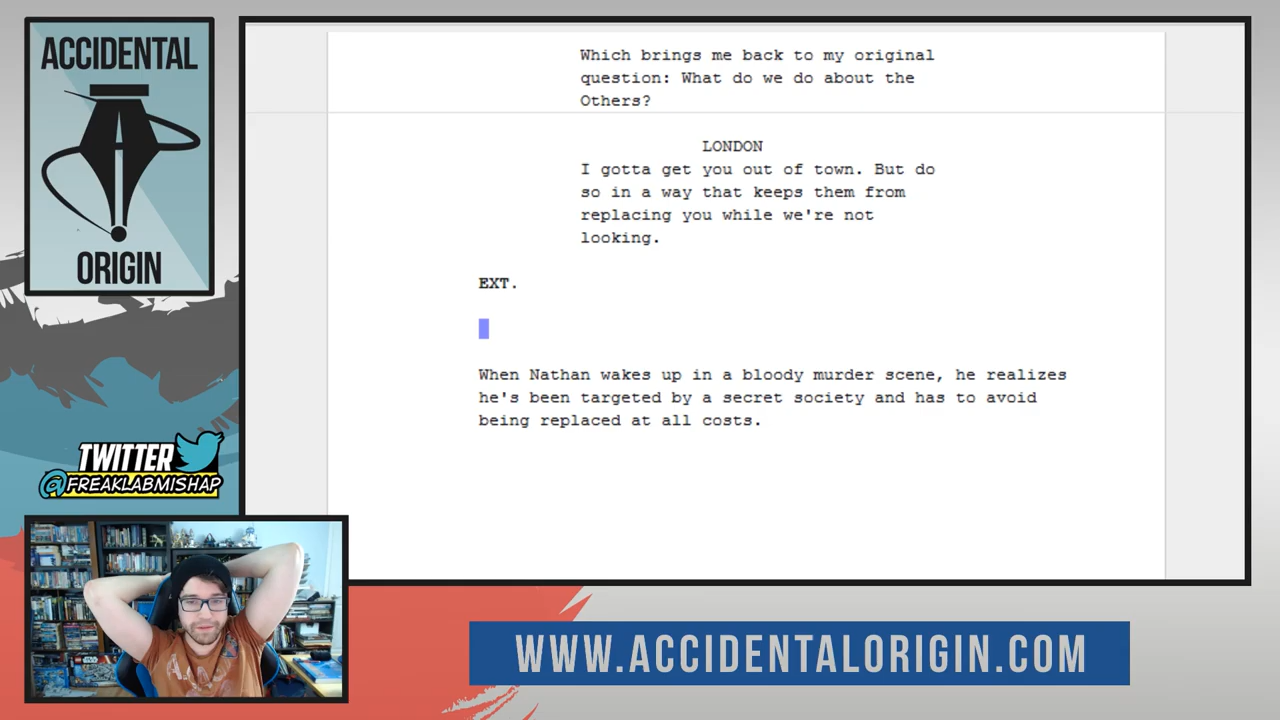 ACCIDENTAL
ORIGIN
Which brings me back to my original
question: What do we do about the
Others?
LONDON
I gotta get you out of town. But do
so in a way that keeps them from
replacing you while we're not
looking.
EXT.
When Nathan wakes up in a bloody murder scene, he realizes
he's been targeted by a secret society and has to avoid
being replaced at all costs.
TWITTER
@FREAKLABMISHAP
WWW.ACCIDENTALORIGIN.COM